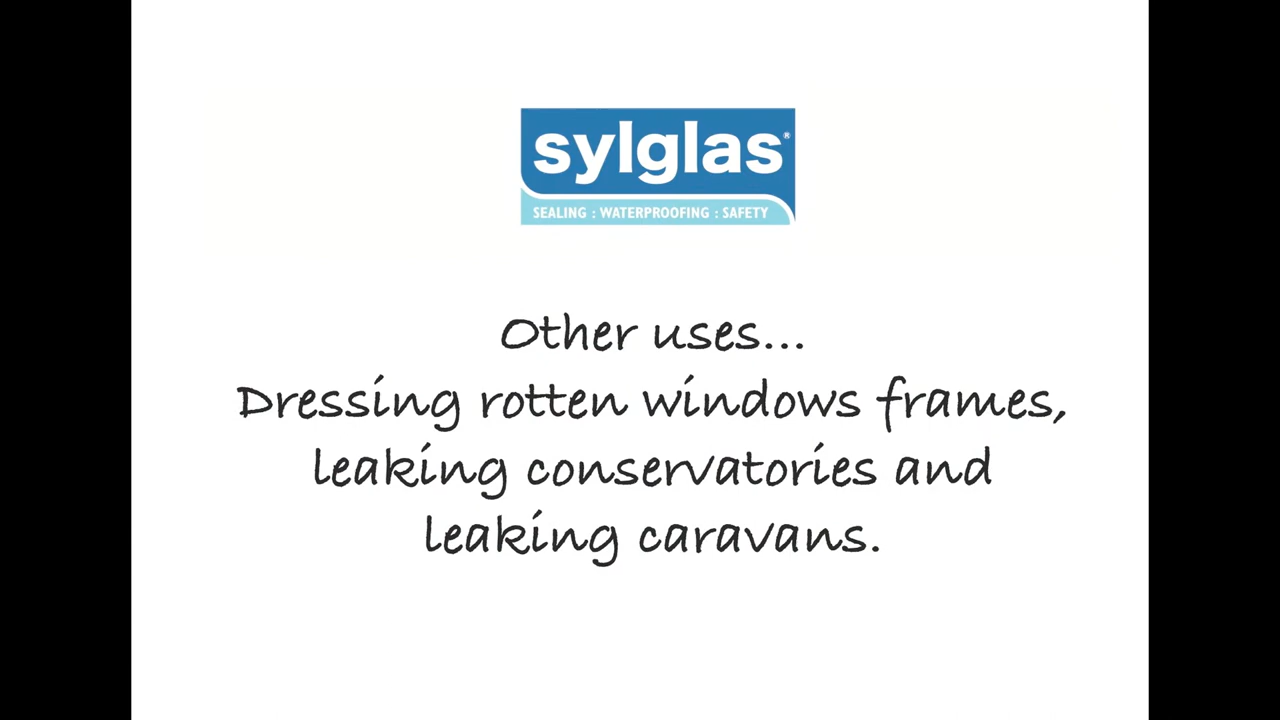 sylglas®
SEALING : WATERPROOFING : SAFETY
Other uses...
Dressing rotten windows frames,
leaking conservatories and
leaking caravans.